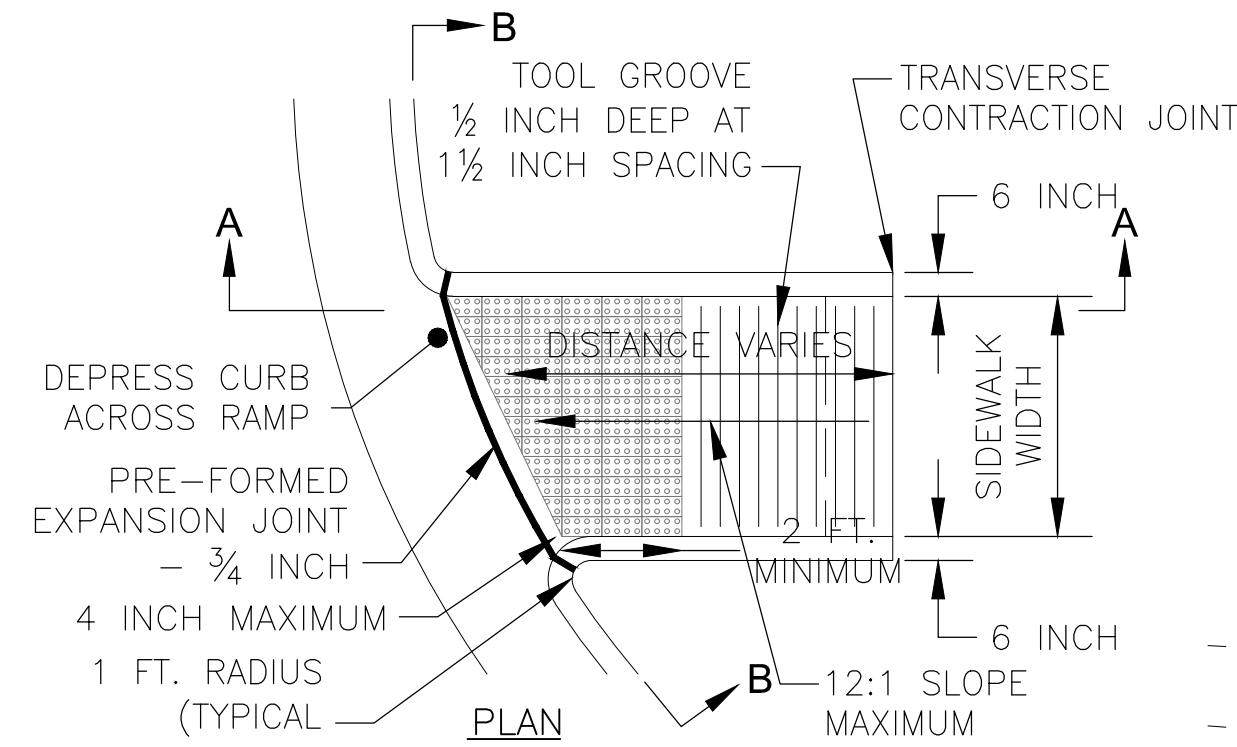 B
TOOL GROOVE
½ INCH DEEP AT
1½ INCH SPACING
TRANSVERSE
CONTRACTION JOINT
6 INCH
A
A
DISTANCE VARIES
DEPRESS CURB
ACROSS RAMP
SIDEWALK
WIDTH
PRE-FORMED
EXPANSION JOINT
- ¾ INCH
2 FT.
MINIMUM
4 INCH MAXIMUM
6 INCH
1 FT. RADIUS
(TYPICAL
B
12:1 SLOPE
MAXIMUM
PLAN